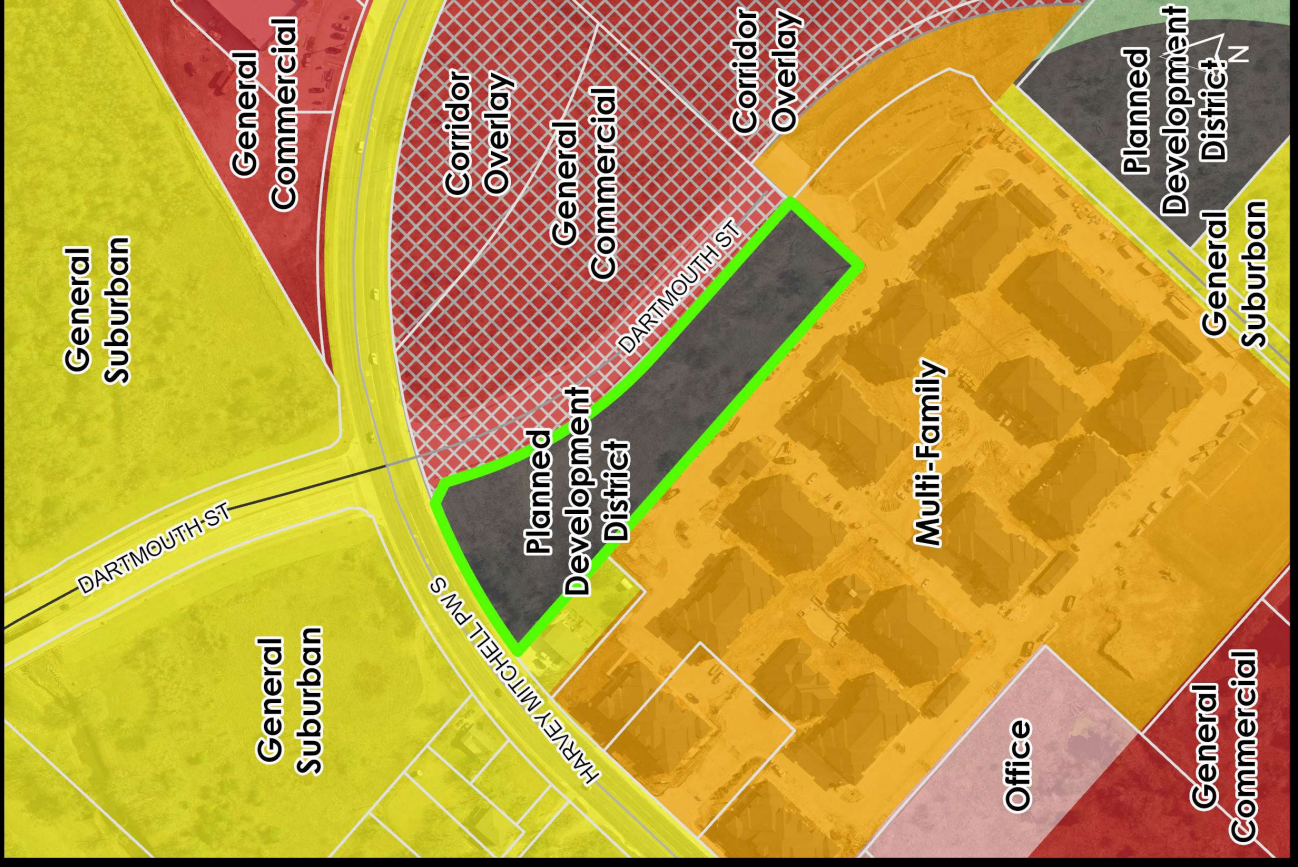 General
Suburban
DARTMOUTH ST
General
Suburban
General
Commercial
HARVEY MITCHELL PW S
Corridor
Overlay
Planned
Development
District
General
Commercial
DARTMOUTH ST
Corridor
Overlay
Multi-Family
Office
Planned
Development
District
N
General
Commercial
General
Suburban